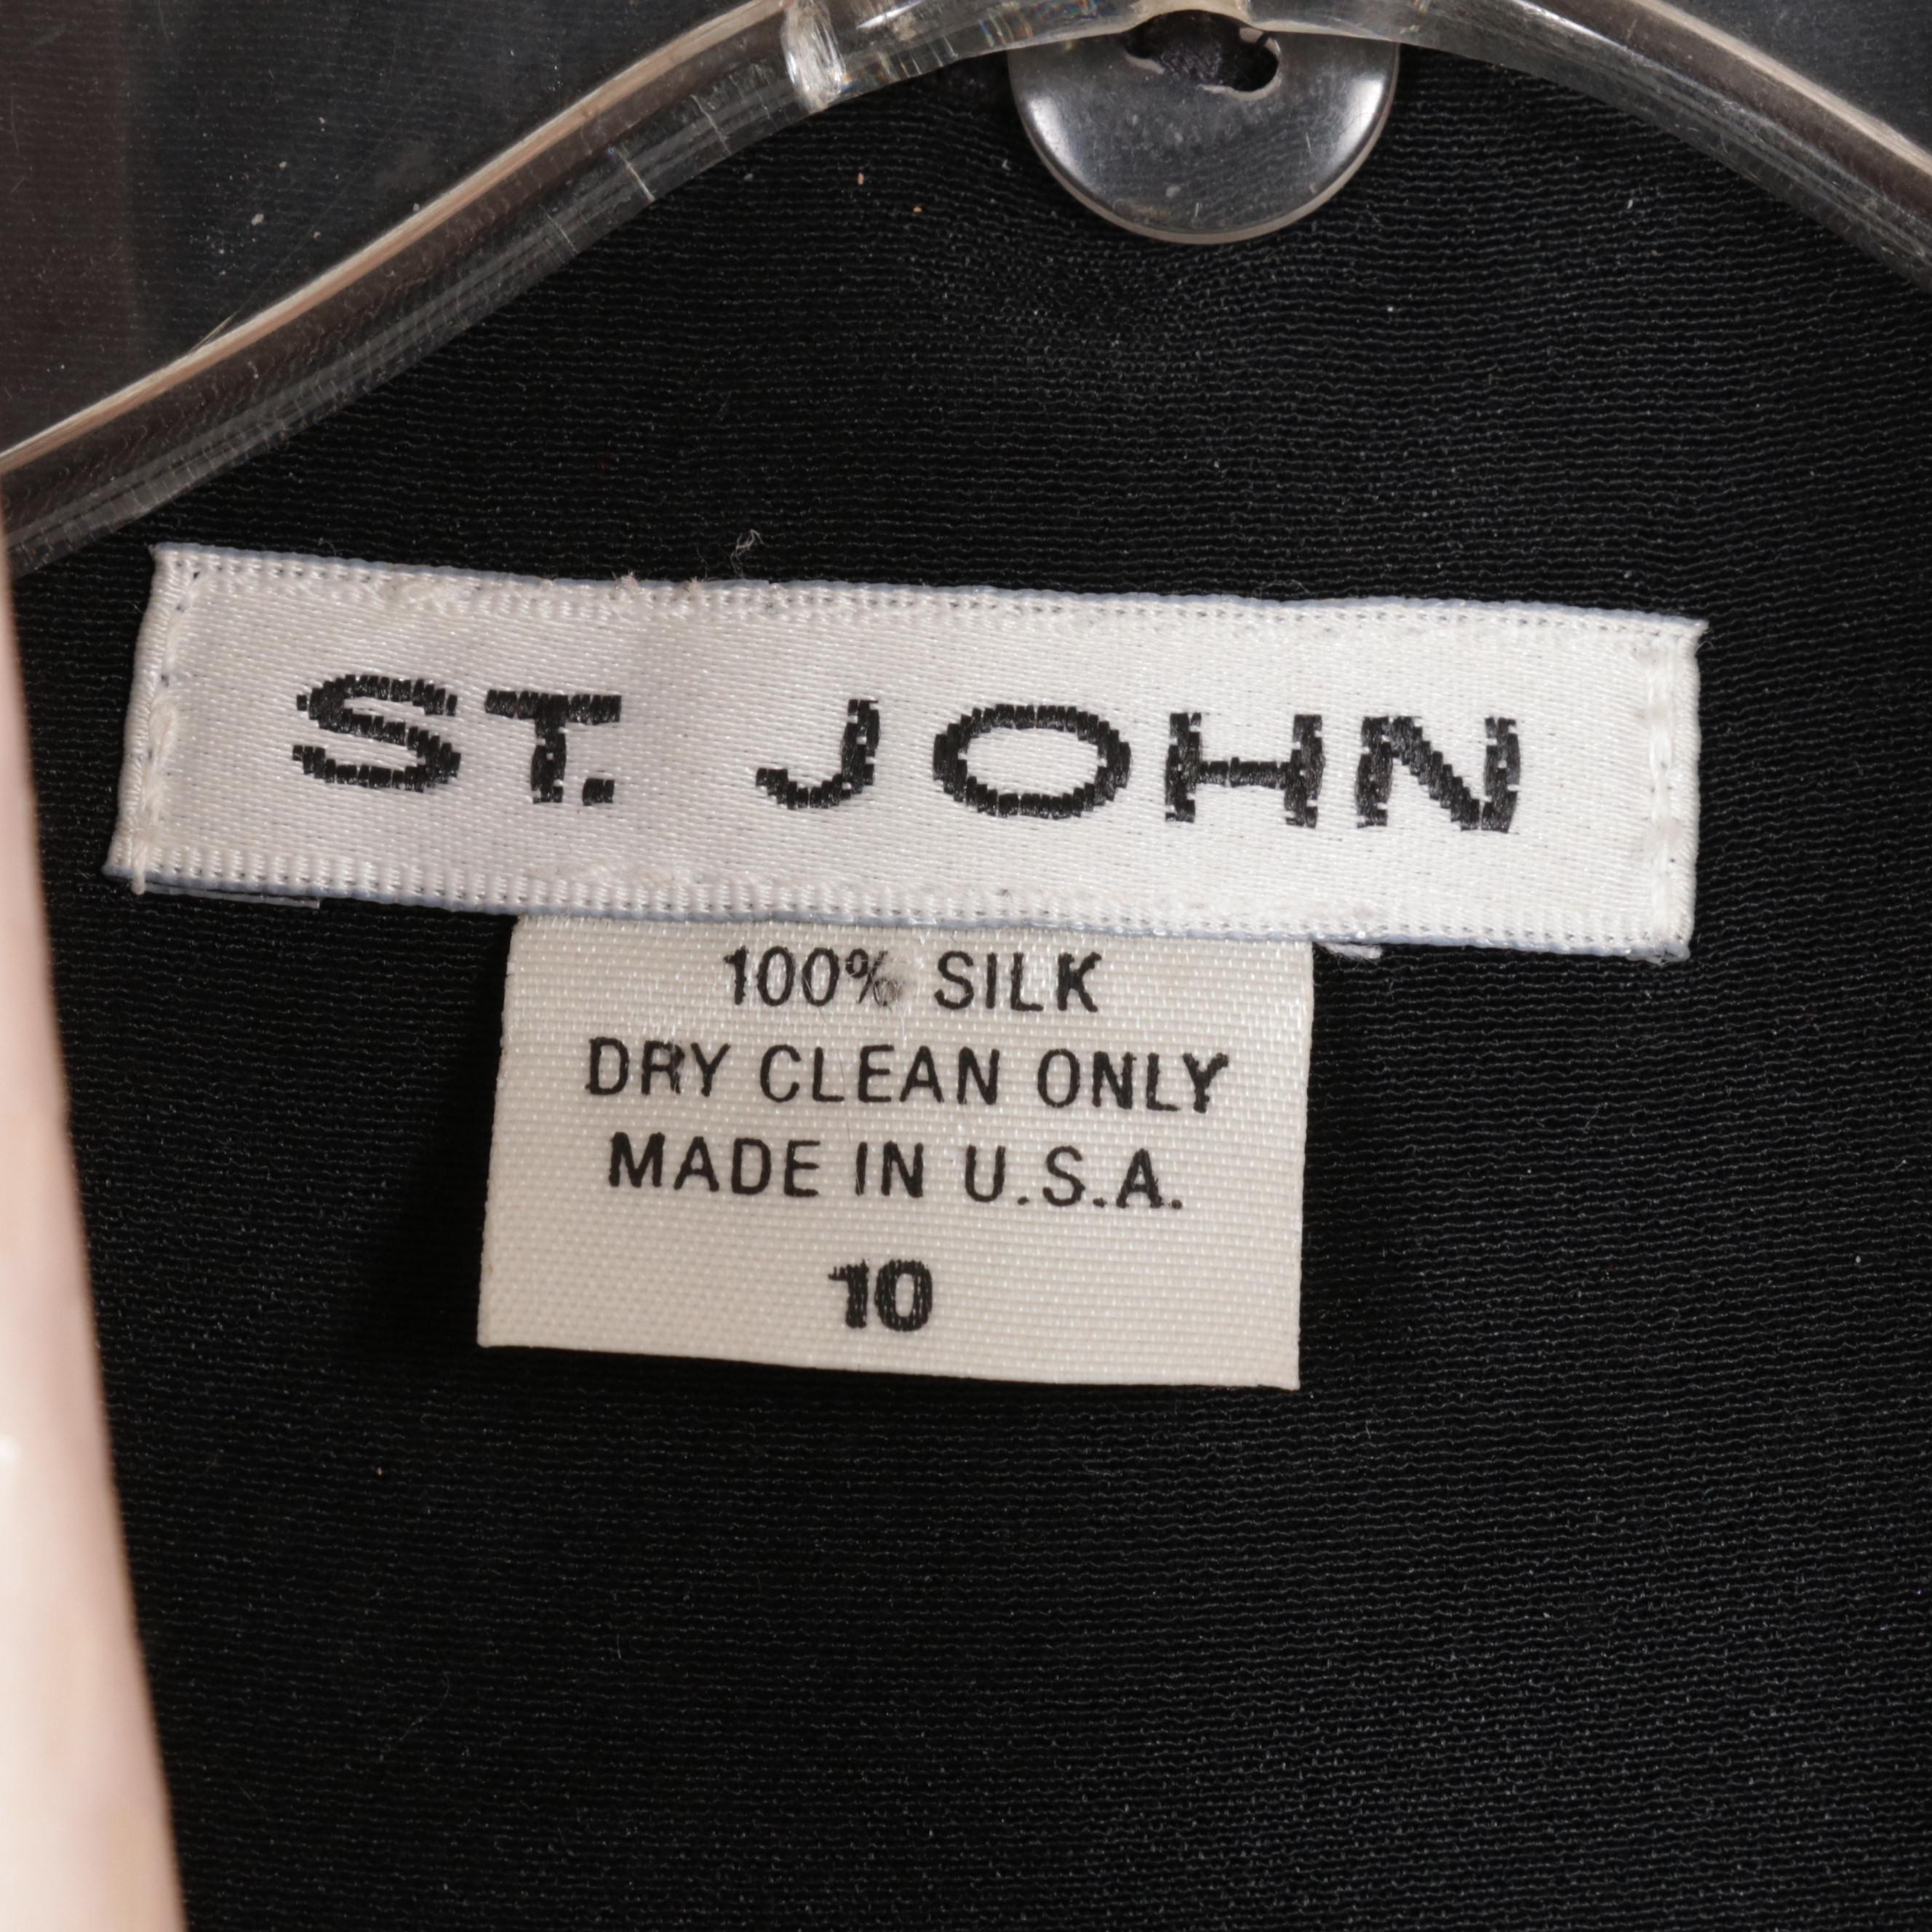 ST. JOHN
100% SILK
DRY CLEAN ONLY
MADE IN U.S.A.
10